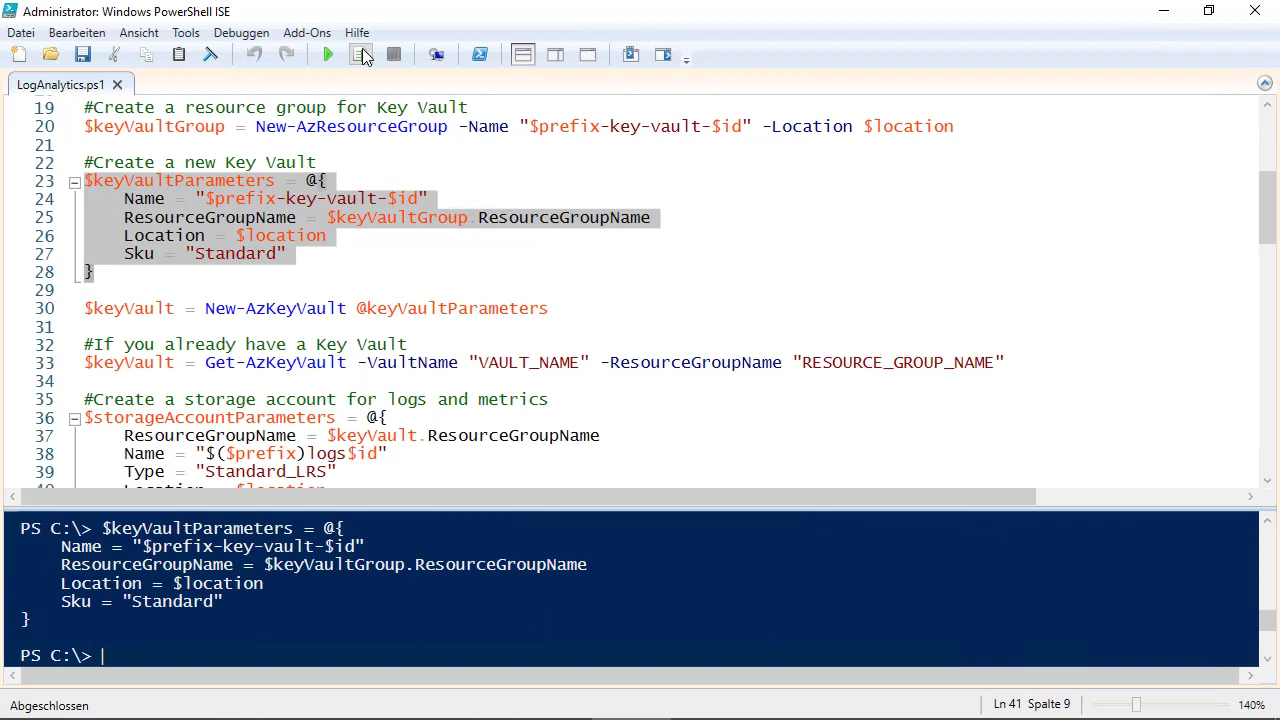 Administrator: Windows PowerShell ISE
Datei Bearbeiten Ansicht Tools Debuggen Add-Ons Hilfe
LogAnalytics.ps1
19 #Create a resource group for Key Vault
20 $keyVaultGroup = New-AzResourceGroup -Name "$prefix-key-vault-$id" -Location $location
21
22 #Create a new Key Vault
23 $keyVaultParameters = @{
24 Name = "$prefix-key-vault-$id"
25 ResourceGroupName = $keyVaultGroup.ResourceGroupName
26 Location = $location
27 Sku = "Standard"
28 }
29
30 $keyVault = New-AzKeyVault @keyVaultParameters
31
32 #If you already have a Key Vault
33 $keyVault = Get-AzKeyVault -VaultName "VAULT_NAME" -ResourceGroupName "RESOURCE_GROUP_NAME"
34
35 #Create a storage account for logs and metrics
36 $storageAccountParameters = @{
37 ResourceGroupName = $keyVault.ResourceGroupName
38 Name = "$($prefix)logs$id"
39 Type = "Standard_LRS"
PS C:\> $keyVaultParameters = @{
Name = "$prefix-key-vault-$id"
ResourceGroupName = $keyVaultGroup.ResourceGroupName
Location = $location
Sku = "Standard"
}
PS C:\>
Abgeschlossen
Ln 41 Spalte 9
140%